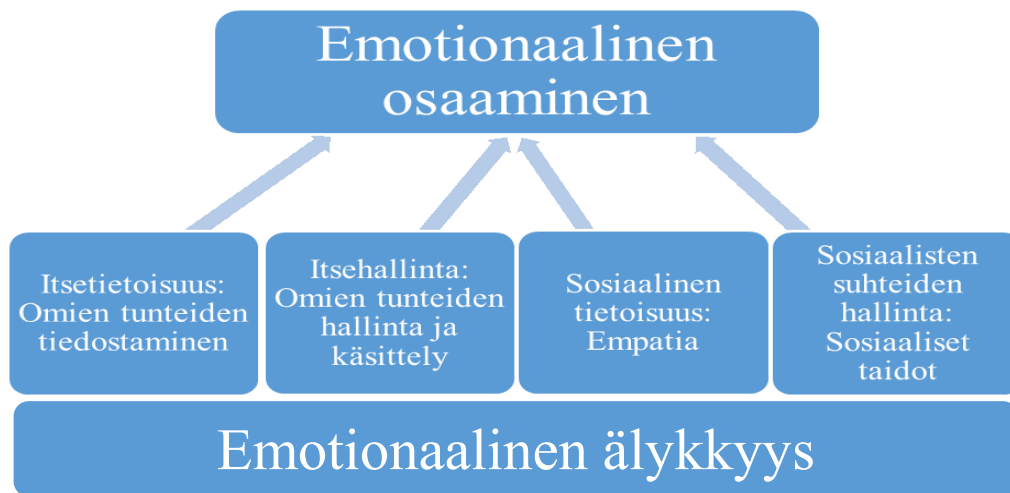 Emotionaalinen
osaaminen
Itsetietoisuus:
Omien tunteiden
tiedostaminen
Itsehallinta:
Omien tunteiden
hallinta ja
käsittely
Sosiaalinen
tietoisuus:
Empatia
Sosiaalisten
suhteiden
hallinta:
Sosiaaliset
taidot
Emotionaalinen älykkyys